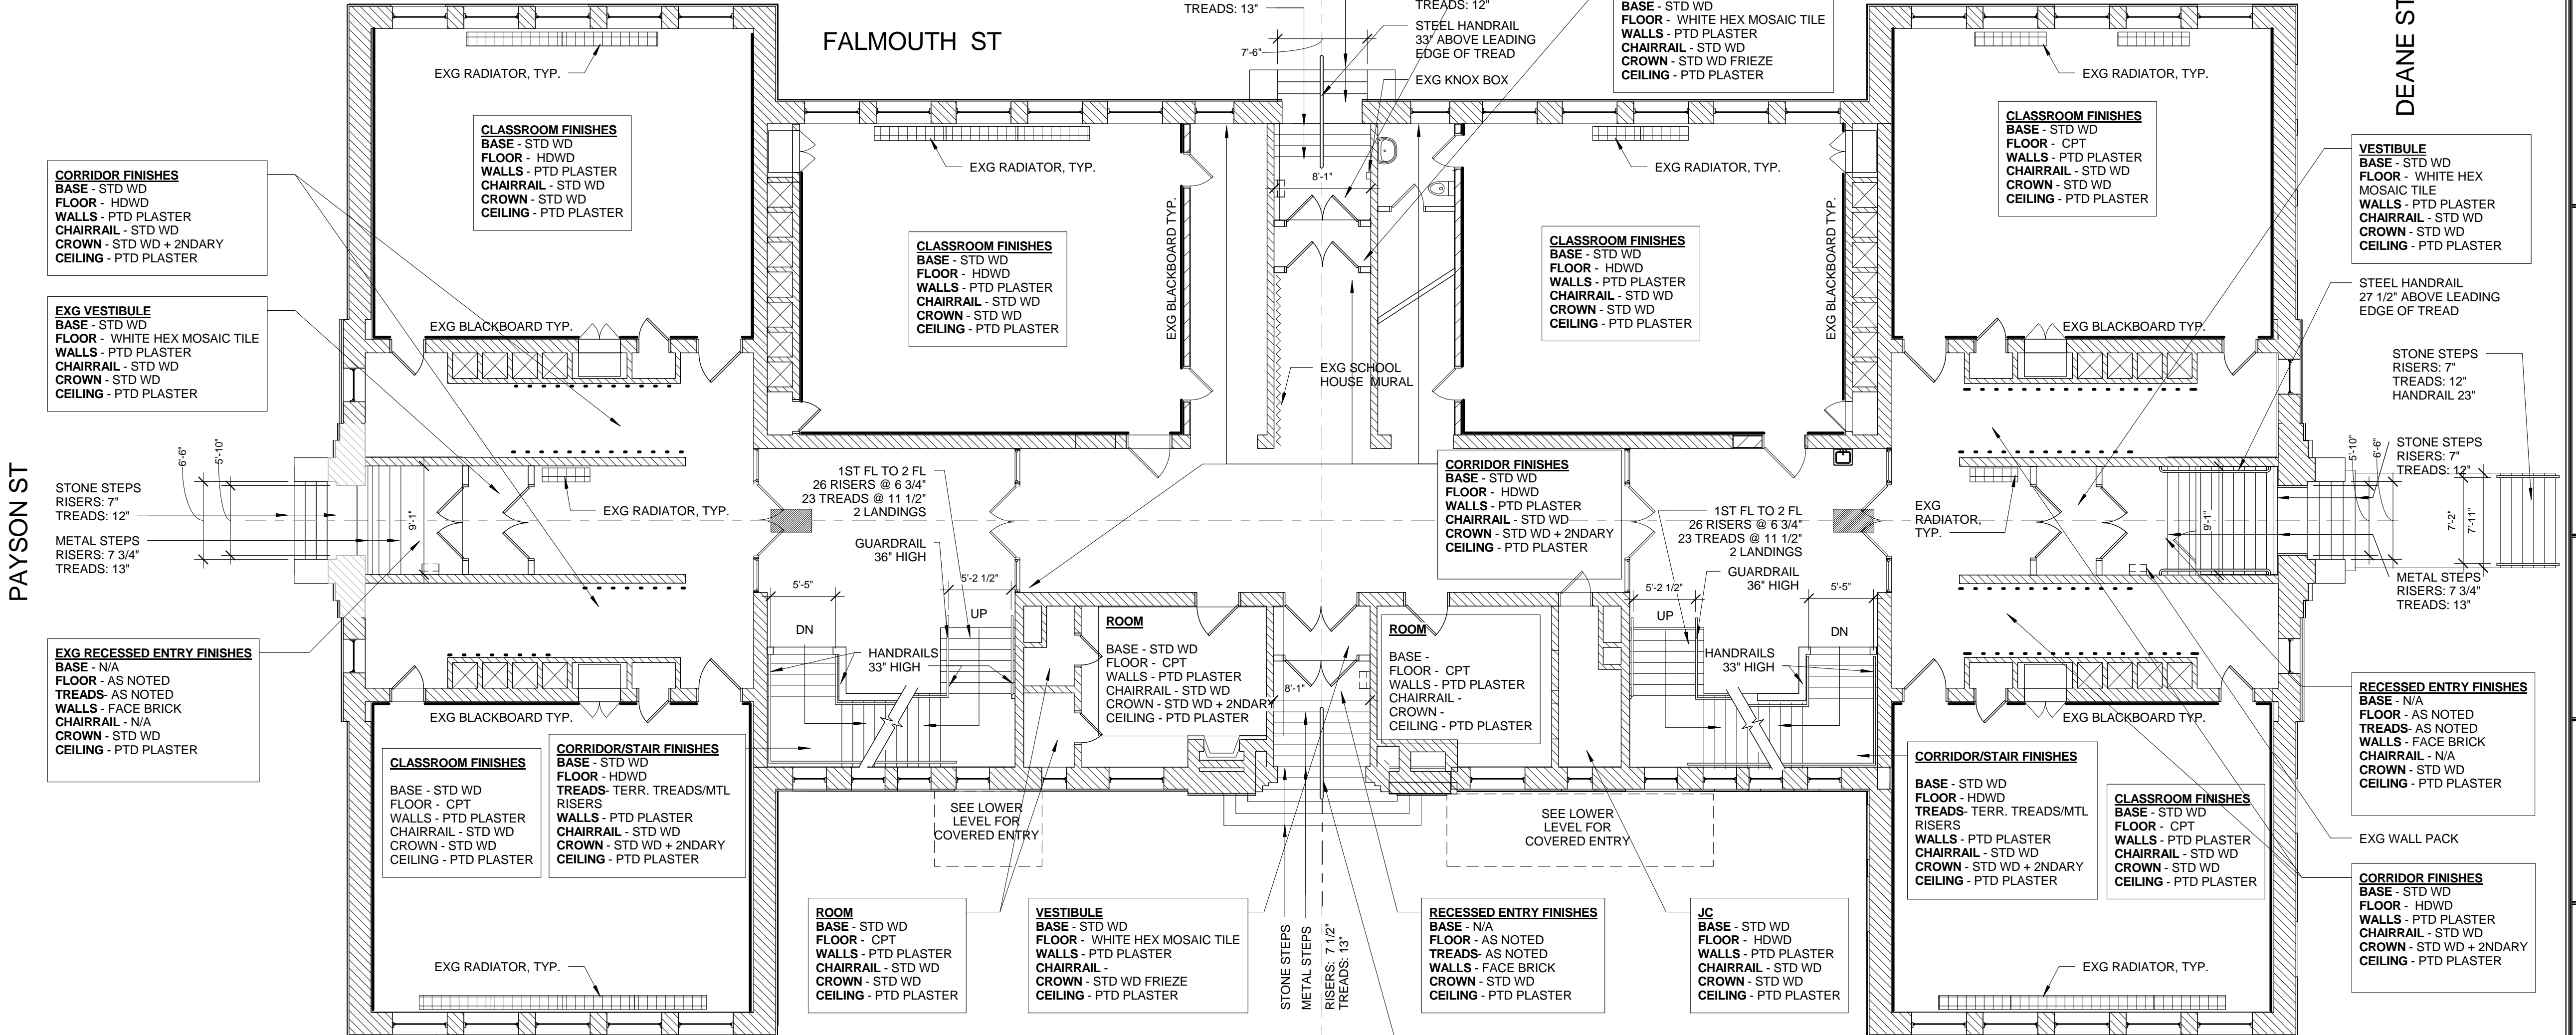 FALMOUTH ST
DEANE ST
PAYSON ST
TREADS: 13"
7'-6"
TREADS: 12"
STEEL HANDRAIL
33" ABOVE LEADING
EDGE OF TREAD
EXG KNOX BOX
BASE - STD WD
FLOOR - WHITE HEX MOSAIC TILE
WALLS - PTD PLASTER
CHAIRRAIL - STD WD
CROWN - STD WD FRIEZE
CEILING - PTD PLASTER
EXG RADIATOR, TYP.
CLASSROOM FINISHES
BASE - STD WD
FLOOR - HDWD
WALLS - PTD PLASTER
CHAIRRAIL - STD WD
CROWN - STD WD
CEILING - PTD PLASTER
EXG BLACKBOARD TYP.
CORRIDOR FINISHES
BASE - STD WD
FLOOR - HDWD
WALLS - PTD PLASTER
CHAIRRAIL - STD WD
CROWN - STD WD + 2NDARY
CEILING - PTD PLASTER
EXG VESTIBULE
BASE - STD WD
FLOOR - WHITE HEX MOSAIC TILE
WALLS - PTD PLASTER
CHAIRRAIL - STD WD
CROWN - STD WD
CEILING - PTD PLASTER
EXG RADIATOR, TYP.
CLASSROOM FINISHES
BASE - STD WD
FLOOR - HDWD
WALLS - PTD PLASTER
CHAIRRAIL - STD WD
CROWN - STD WD
CEILING - PTD PLASTER
EXG BLACKBOARD TYP.
8'-1"
EXG SCHOOL
HOUSE MURAL
EXG RADIATOR, TYP.
CLASSROOM FINISHES
BASE - STD WD
FLOOR - HDWD
WALLS - PTD PLASTER
CHAIRRAIL - STD WD
CROWN - STD WD
CEILING - PTD PLASTER
EXG BLACKBOARD TYP.
EXG RADIATOR, TYP.
CLASSROOM FINISHES
BASE - STD WD
FLOOR - CPT
WALLS - PTD PLASTER
CHAIRRAIL - STD WD
CROWN - STD WD
CEILING - PTD PLASTER
EXG BLACKBOARD TYP.
VESTIBULE
BASE - STD WD
FLOOR - WHITE HEX
MOSAIC TILE
WALLS - PTD PLASTER
CHAIRRAIL - STD WD
CROWN - STD WD
CEILING - PTD PLASTER
STEEL HANDRAIL
27 1/2" ABOVE LEADING
EDGE OF TREAD
STONE STEPS
RISERS: 7"
TREADS: 12"
HANDRAIL 23"
6'-6"
5'-10"
STONE STEPS
RISERS: 7"
TREADS: 12"
METAL STEPS
RISERS: 7 3/4"
TREADS: 13"
9'-1"
EXG RADIATOR, TYP.
1ST FL TO 2 FL
26 RISERS @ 6 3/4"
23 TREADS @ 11 1/2"
2 LANDINGS
GUARDRAIL
36" HIGH
5'-5"
5'-2 1/2"
DN
UP
HANDRAILS
33" HIGH
CORRIDOR FINISHES
BASE - STD WD
FLOOR - HDWD
WALLS - PTD PLASTER
CHAIRRAIL - STD WD
CROWN - STD WD + 2NDARY
CEILING - PTD PLASTER
1ST FL TO 2 FL
26 RISERS @ 6 3/4"
23 TREADS @ 11 1/2"
2 LANDINGS
GUARDRAIL
36" HIGH
5'-2 1/2"
5'-5"
UP
DN
HANDRAILS
33" HIGH
EXG
RADIATOR,
TYP.
9'-1"
5'-10"
6'-6"
STONE STEPS
RISERS: 7"
TREADS: 12"
7'-2"
7'-11"
METAL STEPS
RISERS: 7 3/4"
TREADS: 13"
EXG RECESSED ENTRY FINISHES
BASE - N/A
FLOOR - AS NOTED
TREADS- AS NOTED
WALLS - FACE BRICK
CHAIRRAIL - N/A
CROWN - STD WD
CEILING - PTD PLASTER
EXG BLACKBOARD TYP.
CLASSROOM FINISHES
BASE - STD WD
FLOOR - CPT
WALLS - PTD PLASTER
CHAIRRAIL - STD WD
CROWN - STD WD
CEILING - PTD PLASTER
CORRIDOR/STAIR FINISHES
BASE - STD WD
FLOOR - HDWD
TREADS- TERR. TREADS/MTL
RISERS
WALLS - PTD PLASTER
CHAIRRAIL - STD WD
CROWN - STD WD + 2NDARY
CEILING - PTD PLASTER
EXG RADIATOR, TYP.
ROOM
BASE - STD WD
FLOOR - CPT
WALLS - PTD PLASTER
CHAIRRAIL - STD WD
CROWN - STD WD + 2NDARY
CEILING - PTD PLASTER
8'-1"
ROOM
BASE -
FLOOR - CPT
WALLS - PTD PLASTER
CHAIRRAIL -
CROWN -
CEILING - PTD PLASTER
SEE LOWER
LEVEL FOR
COVERED ENTRY
SEE LOWER
LEVEL FOR
COVERED ENTRY
ROOM
BASE - STD WD
FLOOR - CPT
WALLS - PTD PLASTER
CHAIRRAIL - STD WD
CROWN - STD WD
CEILING - PTD PLASTER
VESTIBULE
BASE - STD WD
FLOOR - WHITE HEX MOSAIC TILE
WALLS - PTD PLASTER
CHAIRRAIL -
CROWN - STD WD FRIEZE
CEILING - PTD PLASTER
STONE STEPS
METAL STEPS
RISERS: 7 1/2"
TREADS: 13"
RECESSED ENTRY FINISHES
BASE - N/A
FLOOR - AS NOTED
TREADS- AS NOTED
WALLS - FACE BRICK
CROWN - STD WD
CEILING - PTD PLASTER
JC
BASE - STD WD
FLOOR - HDWD
WALLS - PTD PLASTER
CHAIRRAIL - STD WD
CROWN - STD WD
CEILING - PTD PLASTER
EXG BLACKBOARD TYP.
CORRIDOR/STAIR FINISHES
BASE - STD WD
FLOOR - HDWD
TREADS- TERR. TREADS/MTL
RISERS
WALLS - PTD PLASTER
CHAIRRAIL - STD WD
CROWN - STD WD + 2NDARY
CEILING - PTD PLASTER
CLASSROOM FINISHES
BASE - STD WD
FLOOR - CPT
WALLS - PTD PLASTER
CHAIRRAIL - STD WD
CROWN - STD WD
CEILING - PTD PLASTER
EXG RADIATOR, TYP.
RECESSED ENTRY FINISHES
BASE - N/A
FLOOR - AS NOTED
TREADS- AS NOTED
WALLS - FACE BRICK
CHAIRRAIL - N/A
CROWN - STD WD
CEILING - PTD PLASTER
EXG WALL PACK
CORRIDOR FINISHES
BASE - STD WD
FLOOR - HDWD
WALLS - PTD PLASTER
CHAIRRAIL - STD WD
CROWN - STD WD + 2NDARY
CEILING - PTD PLASTER